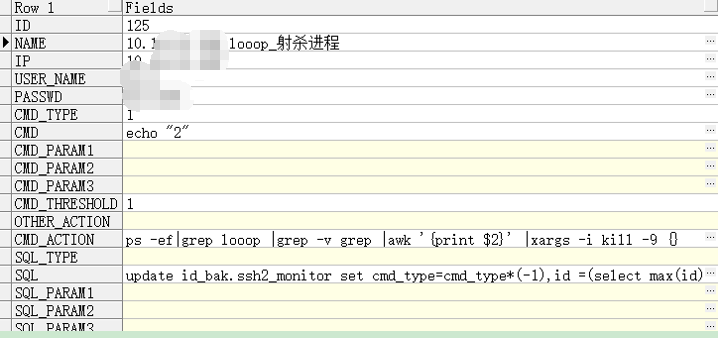 Row 1 Fields
ID 125
NAME 10.1 looop_射杀进程
IP
USER_NAME
PASSWD
CMD_TYPE 1
CMD echo "2"
CMD_PARAM1
CMD_PARAM2
CMD_PARAM3
CMD_THRESHOLD 1
OTHER_ACTION
CMD_ACTION ps -ef|grep looop |grep -v grep |awk '{print $2}' |xargs -i kill -9 {}
SQL_TYPE
SQL update id_bak.ssh2_monitor set cmd_type=cmd_type*(-1),id =(select max(id)
SQL_PARAM1
SQL_PARAM2
SQL_PARAM3